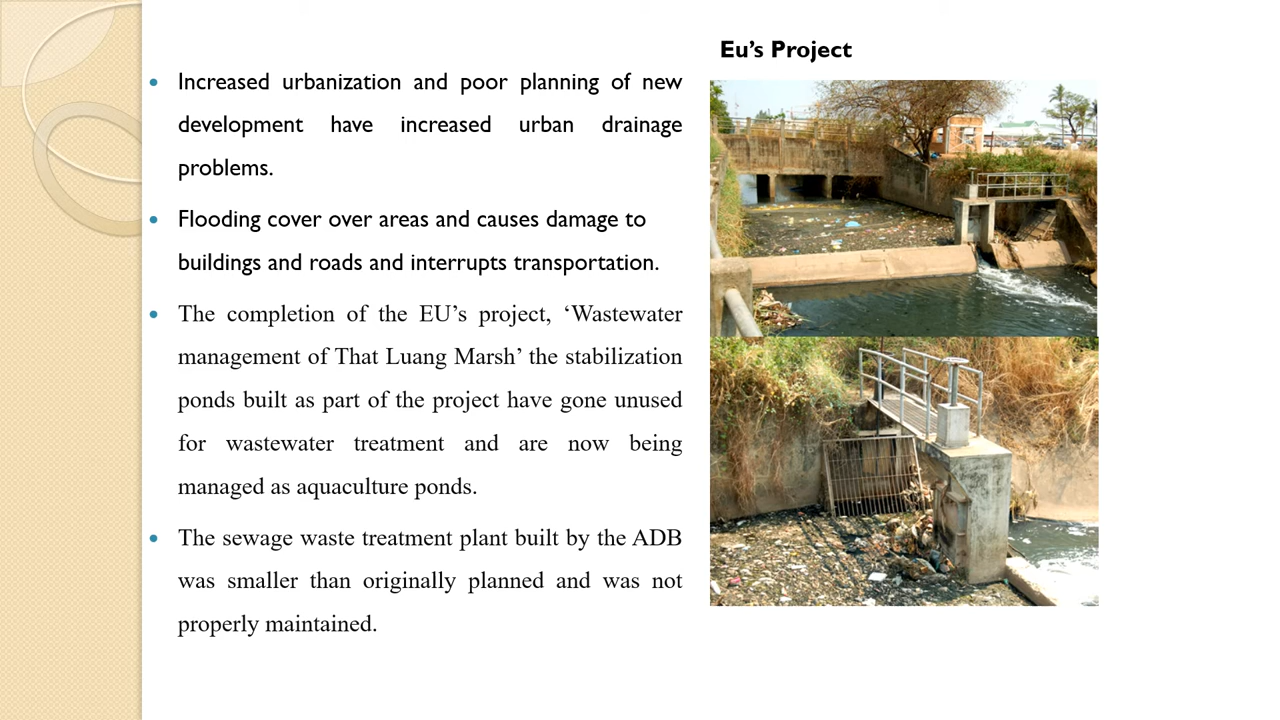 Eu’s Project
Increased urbanization and poor planning of new
development have increased urban drainage
problems.
Flooding cover over areas and causes damage to
buildings and roads and interrupts transportation.
The completion of the EU’s project, ‘Wastewater
management of That Luang Marsh’ the stabilization
ponds built as part of the project have gone unused
for wastewater treatment and are now being
managed as aquaculture ponds.
The sewage waste treatment plant built by the ADB
was smaller than originally planned and was not
properly maintained.